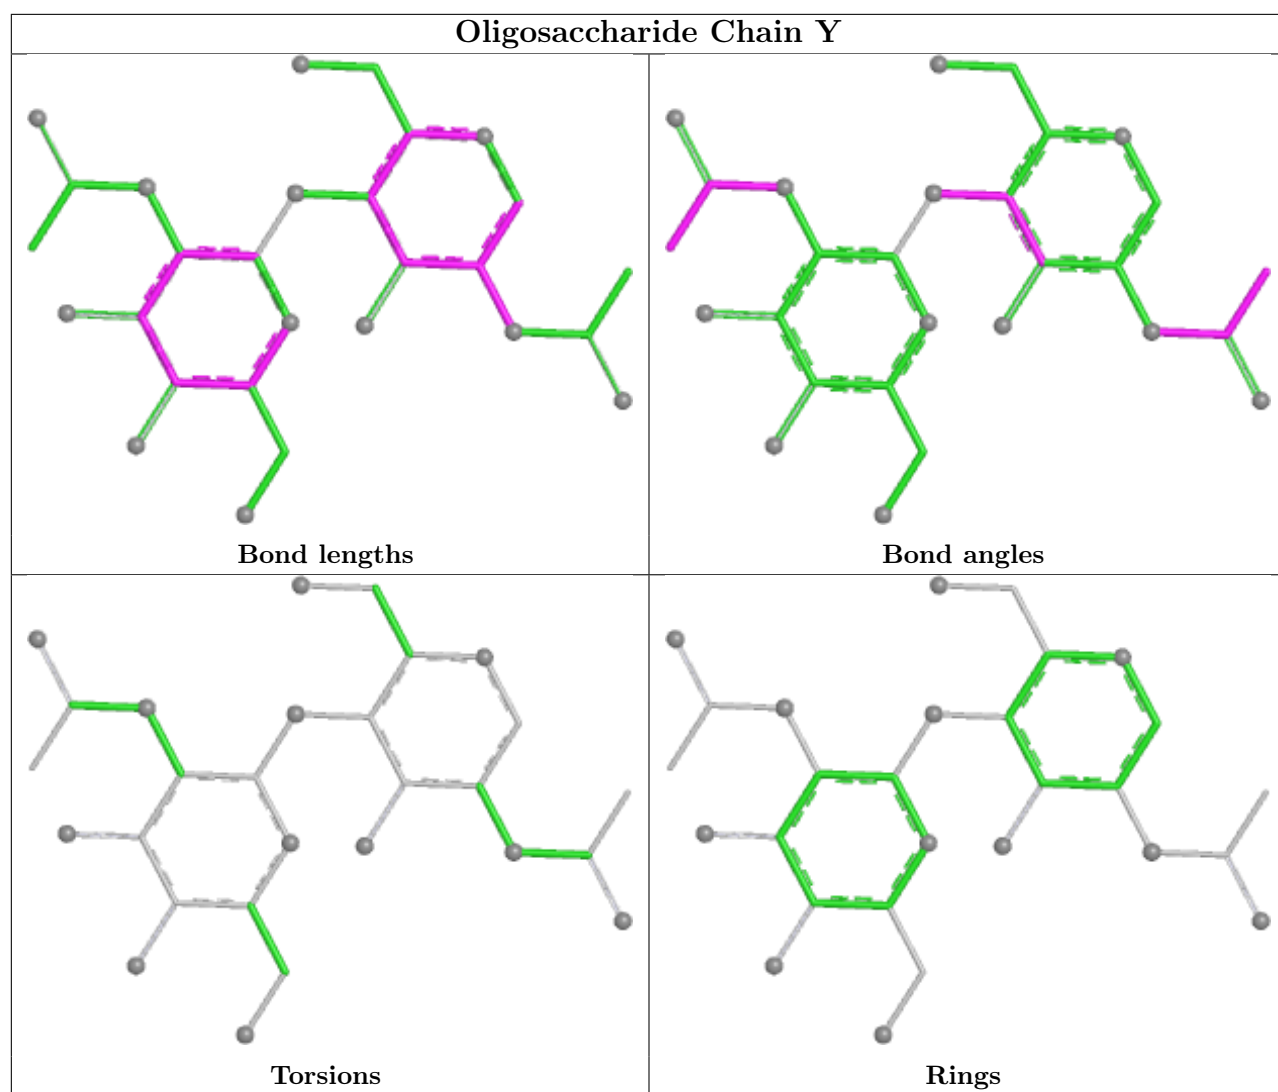 Oligosaccharide Chain Y
Bond lengths
Bond angles
Torsions
Rings